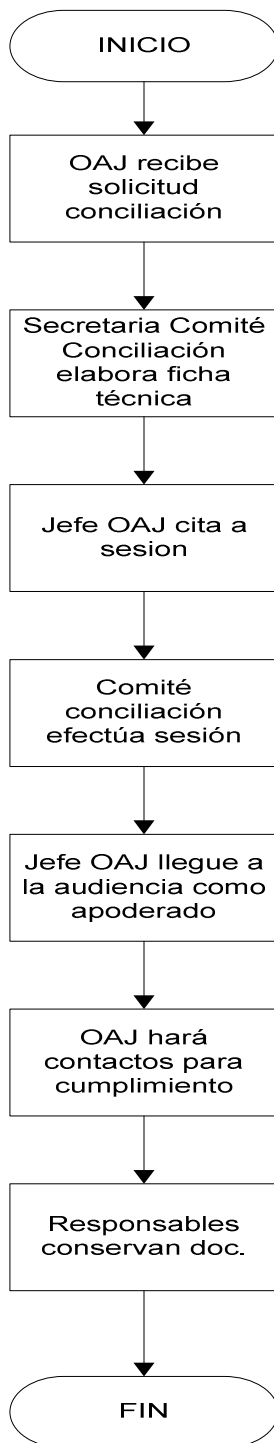 INICIO
OAJ recibe
solicitud
conciliación
Secretaria Comité
Conciliación
elabora ficha
técnica
Jefe OAJ cita a
sesion
Comité
conciliación
efectúa sesión
Jefe OAJ llegue a
la audiencia como
apoderado
OAJ hará
contactos para
cumplimiento
Responsables
conservan doc.
FIN